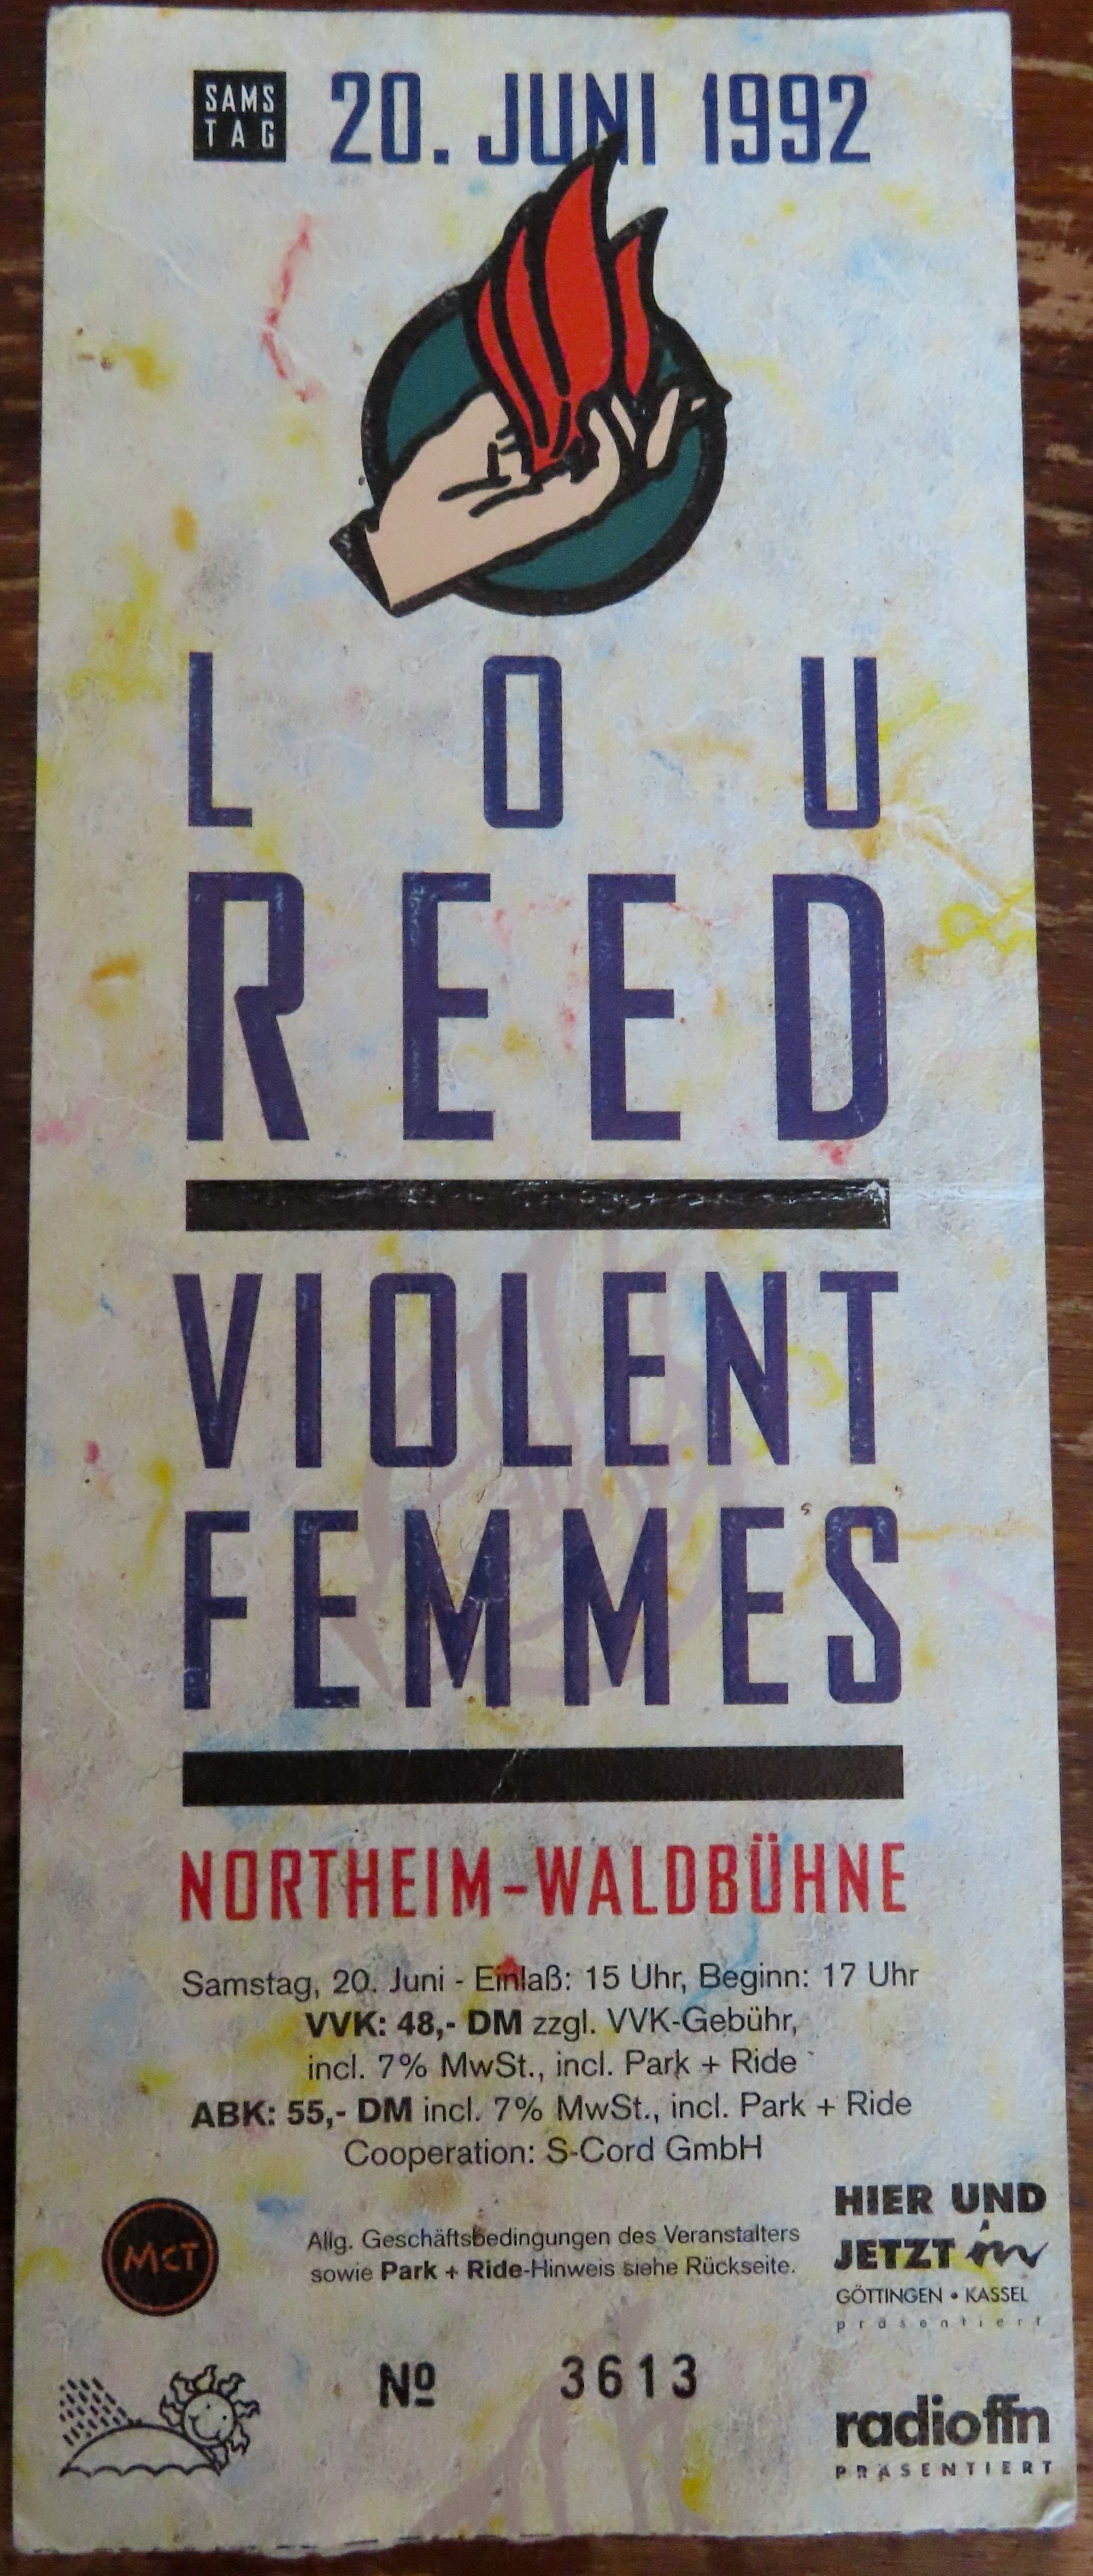 SAMS
TAG
20. JUNI 1992
LOU
REED
VIOLENT
FEMMES
NORTHEIM-WALDBÜHNE
Samstag, 20. Juni - Einlaß: 15 Uhr, Beginn: 17 Uhr
VVK: 48,- DM zzgl. VVK-Gebühr,
incl. 7% MwSt., incl. Park + Ride
ABK: 55,- DM incl. 7% MwSt., incl. Park + Ride
Cooperation: S-Cord GmbH
MCT
Allg. Geschäftsbedingungen des Veranstalters
sowie Park + Ride-Hinweis siehe Rückseite.
HIER UND
JETZT in
GÖTTINGEN • KASSEL
präsentiert
Nº 3613
radio ffn
PRÄSENTIERT